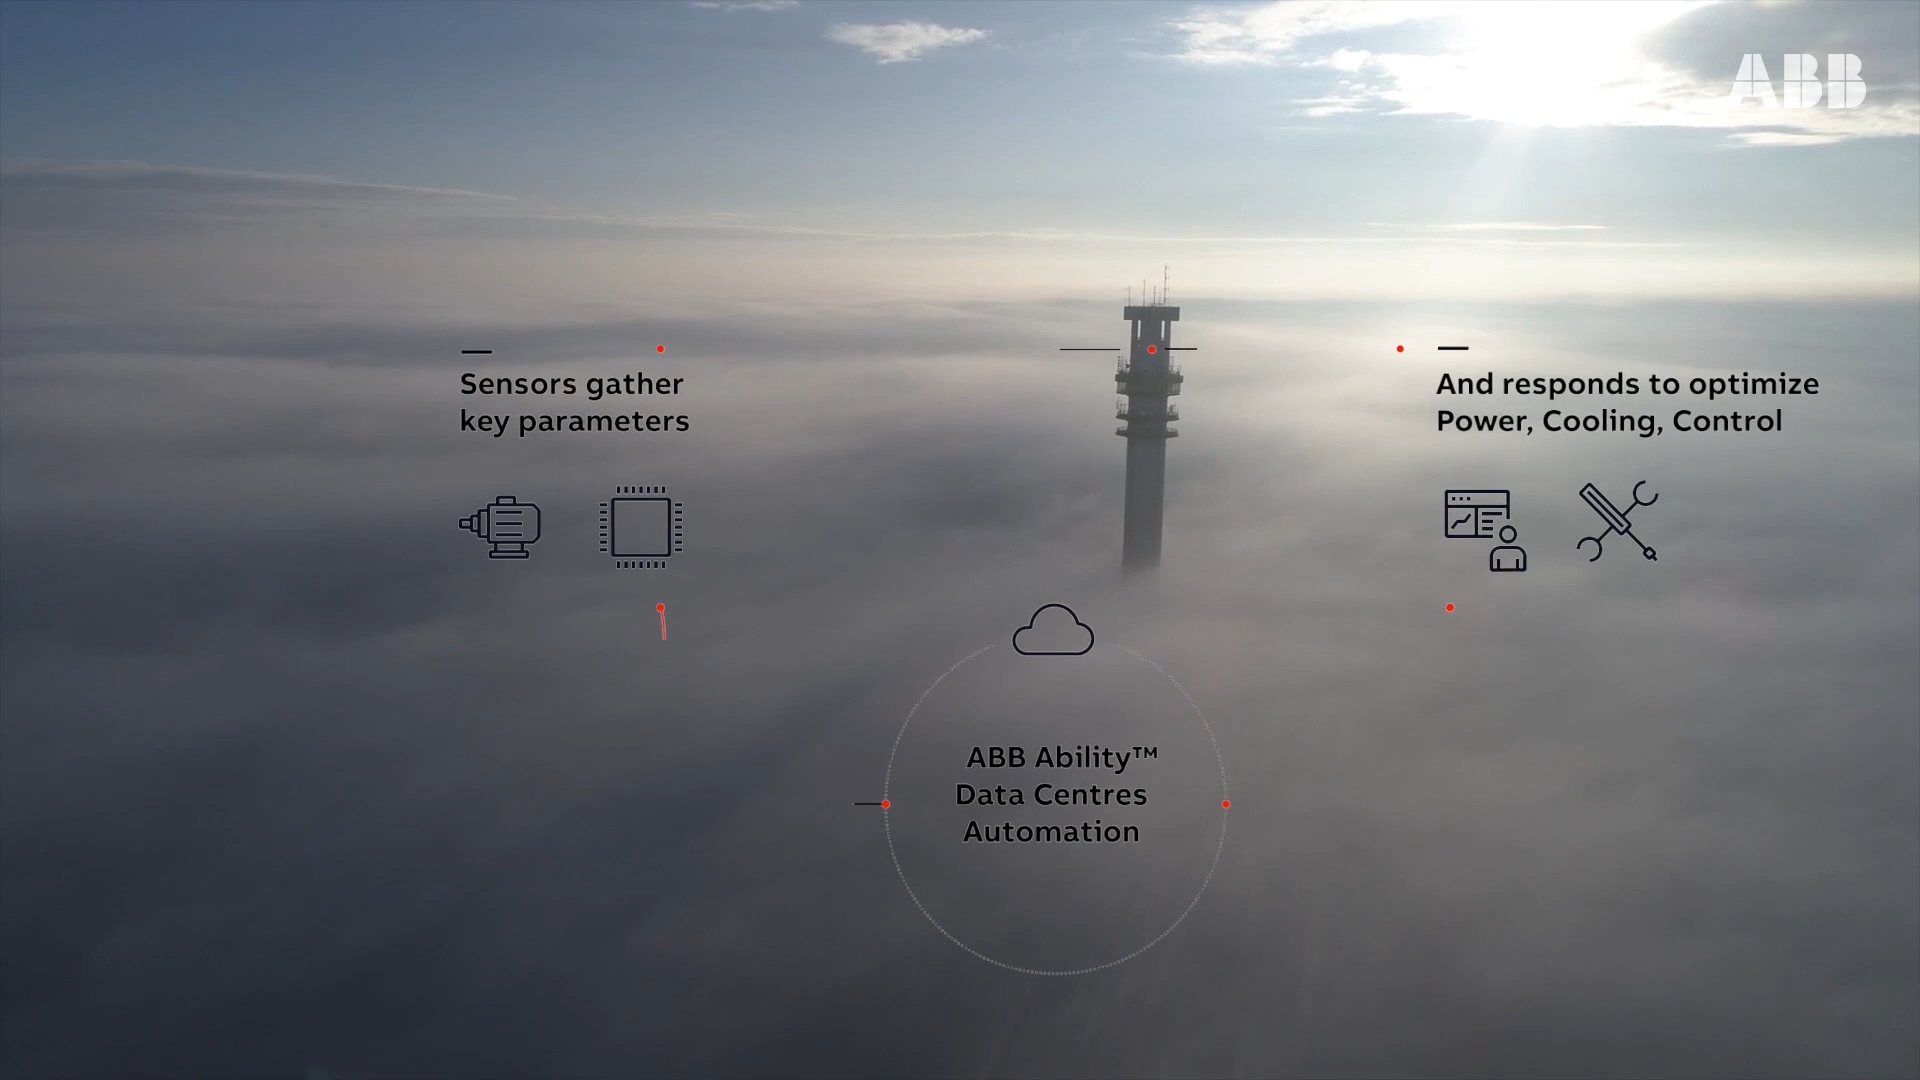 ABB
Sensors gather
key parameters
And responds to optimize
Power, Cooling, Control
ABB Ability™
Data Centres
Automation